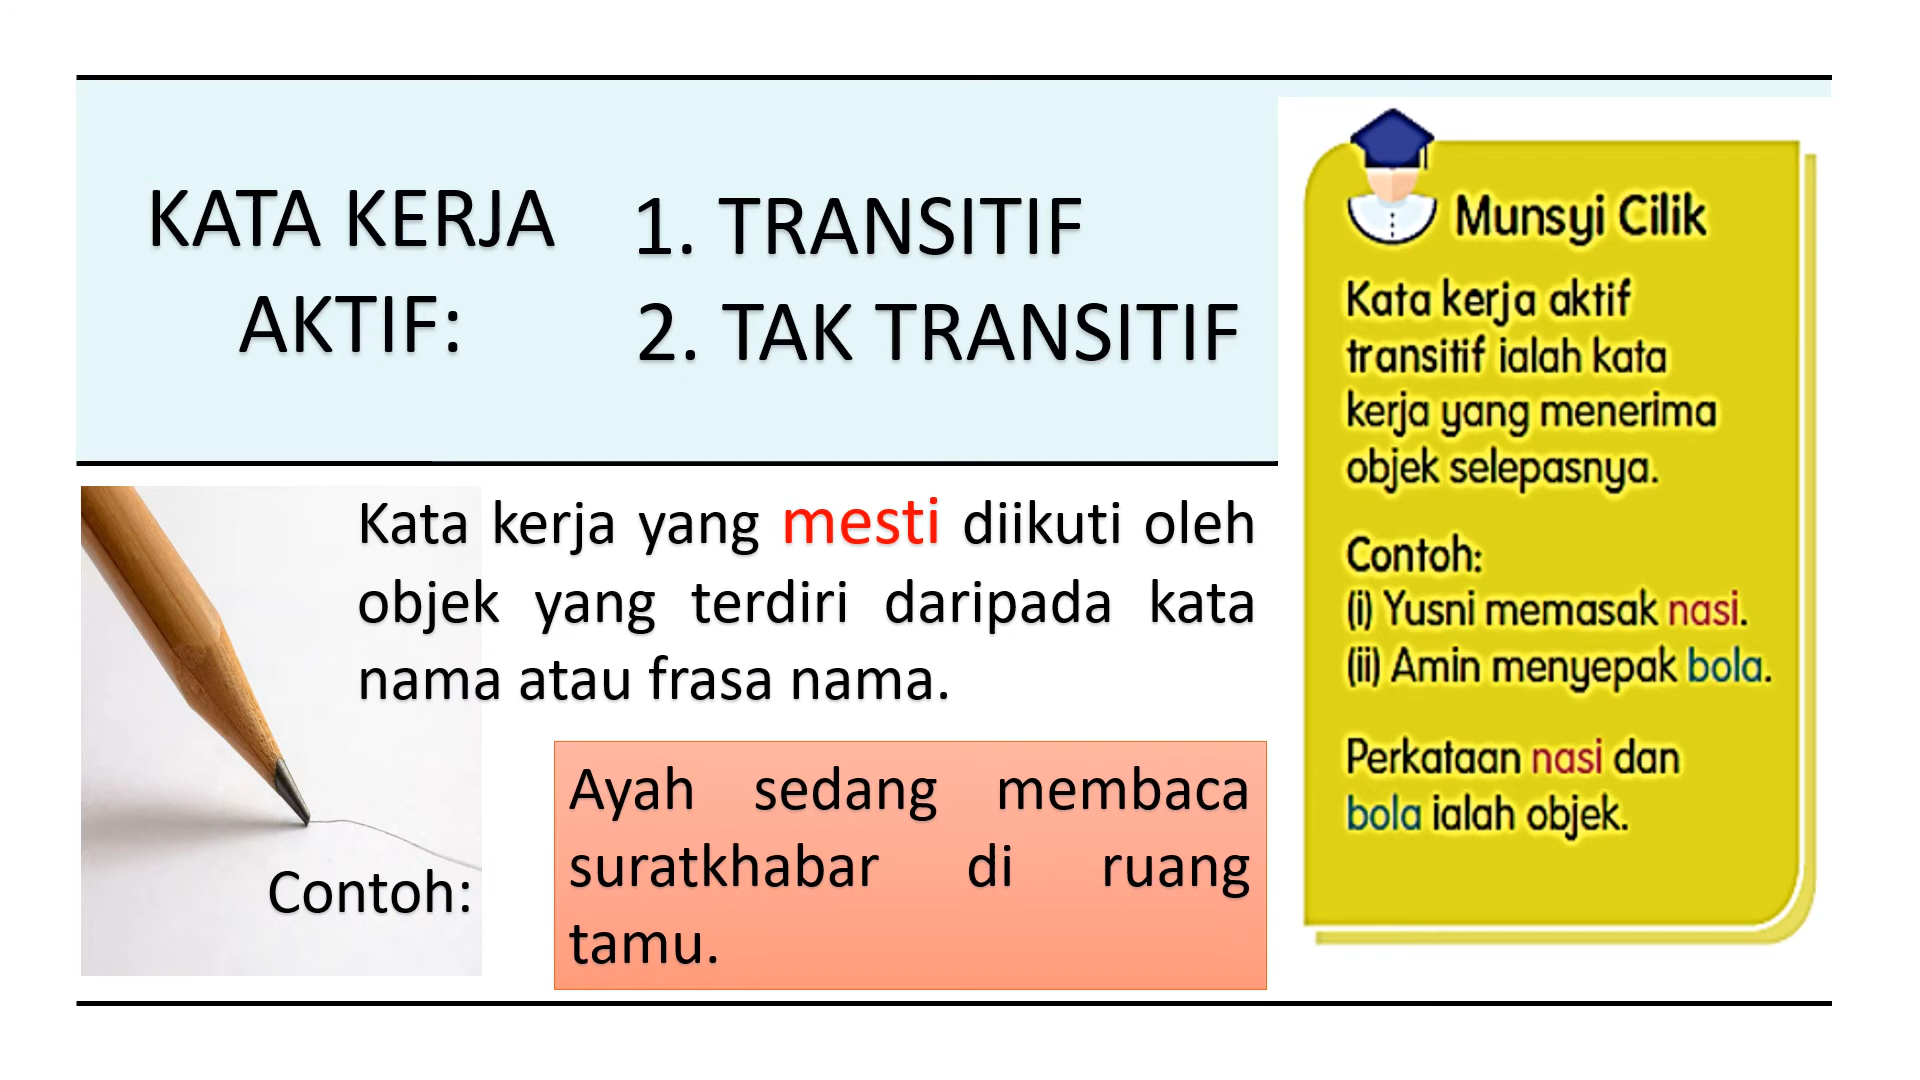 KATA KERJA
AKTIF:
1. TRANSITIF
2. TAK TRANSITIF
Kata kerja yang mesti diikuti oleh
objek yang terdiri daripada kata
nama atau frasa nama.
Contoh:
Ayah sedang membaca
suratkhabar di ruang
tamu.
Munsyi Cilik
Kata kerja aktif
transitif ialah kata
kerja yang menerima
objek selepasnya.
Contoh:
(i) Yusni memasak nasi.
(ii) Amin menyepak bola.
Perkataan nasi dan
bola ialah objek.